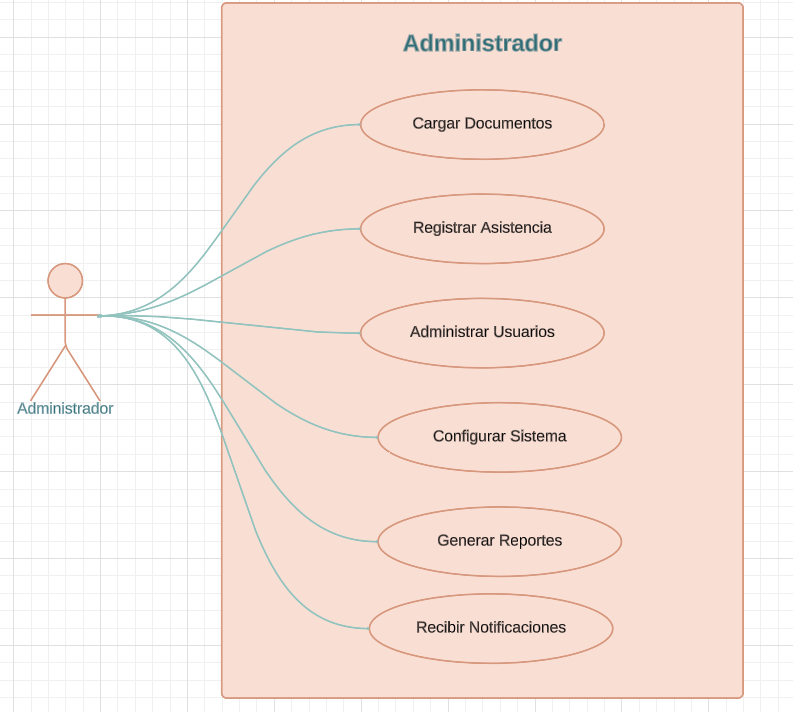 Administrador
Cargar Documentos
Registrar Asistencia
Administrar Usuarios
Administrador
Configurar Sistema
Generar Reportes
Recibir Notificaciones